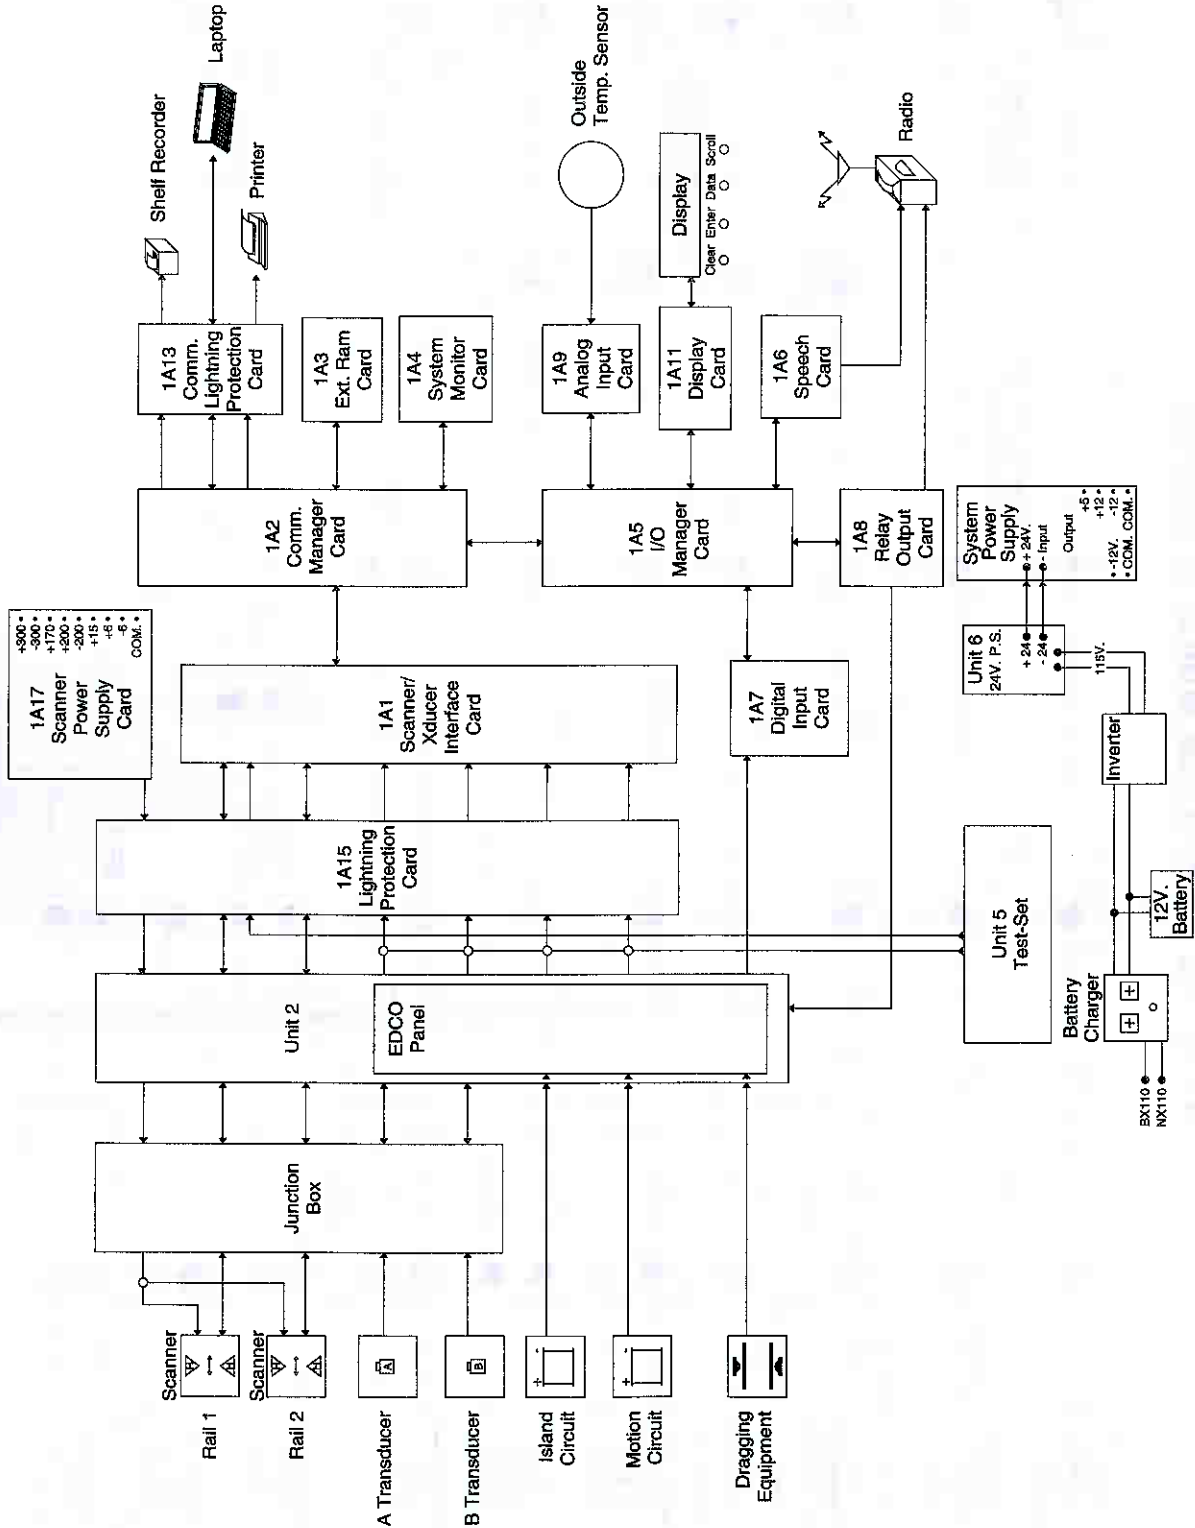 Shelf Recorder
Laptop
Printer
1A13
Comm.
Lightning
Protection
Card
1A3
Ext. Ram
Card
1A4
System
Monitor
Card
Outside
Temp. Sensor
1A9
Analog
Input
Card
Display
Clear Enter Data Scroll
1A11
Display
Card
1A6
Speech
Card
Radio
1A2
Comm.
Manager
Card
1A5
I/O
Manager
Card
1A8
Relay
Output
Card
System
Power
Supply
+ 24V.
- Input
Output
+5
+12
-12V. -12
COM. COM.
Unit 6
24V. P.S.
+ 24
- 24
115V.
1A17
Scanner
Power
Supply
Card
+300
-300
+170
+200
-200
+15
+6
-6
COM.
1A1
Scanner/
Xducer
Interface
Card
1A7
Digital
Input
Card
Inverter
1A15
Lightning
Protection
Card
Unit 5
Test-Set
12V.
Battery
Unit 2
EDCO
Panel
Battery
Charger
+ +
BX110
NX110
Junction
Box
Scanner
Rail 1
Scanner
Rail 2
A
A Transducer
B
B Transducer
+ -
Island
Circuit
+ -
Motion
Circuit
Dragging
Equipment